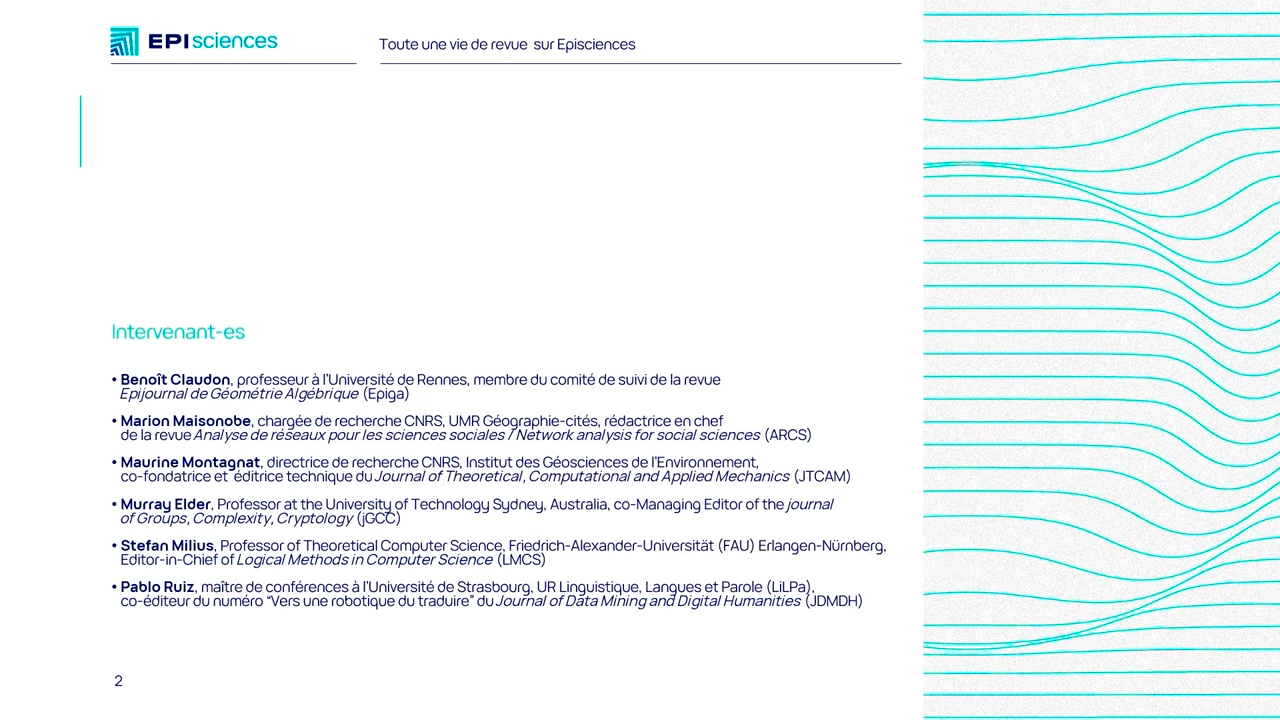 EPI sciences
Toute une vie de revue sur Episciences
Intervenant-es
• Benoît Claudon, professeur à l'Université de Rennes, membre du comité de suivi de la revue
Epijournal de Géométrie Algébrique (Epiga)
• Marion Maisonobe, chargée de recherche CNRS, UMR Géographie-cités, rédactrice en chef
de la revue Analyse de réseaux pour les sciences sociales / Network analysis for social sciences (ARCS)
• Maurine Montagnat, directrice de recherche CNRS, Institut des Géosciences de l'Environnement,
co-fondatrice et éditrice technique du Journal of Theoretical, Computational and Applied Mechanics (JTCAM)
• Murray Elder, Professor at the University of Technology Sydney, Australia, co-Managing Editor of the journal
of Groups, Complexity, Cryptology (jGCC)
• Stefan Milius, Professor of Theoretical Computer Science, Friedrich-Alexander-Universität (FAU) Erlangen-Nürnberg,
Editor-in-Chief of Logical Methods in Computer Science (LMCS)
• Pablo Ruiz, maître de conférences à l'Université de Strasbourg, UR Linguistique, Langues et Parole (LiLPa),
co-éditeur du numéro “Vers une robotique du traduire” du Journal of Data Mining and Digital Humanities (JDMDH)
2